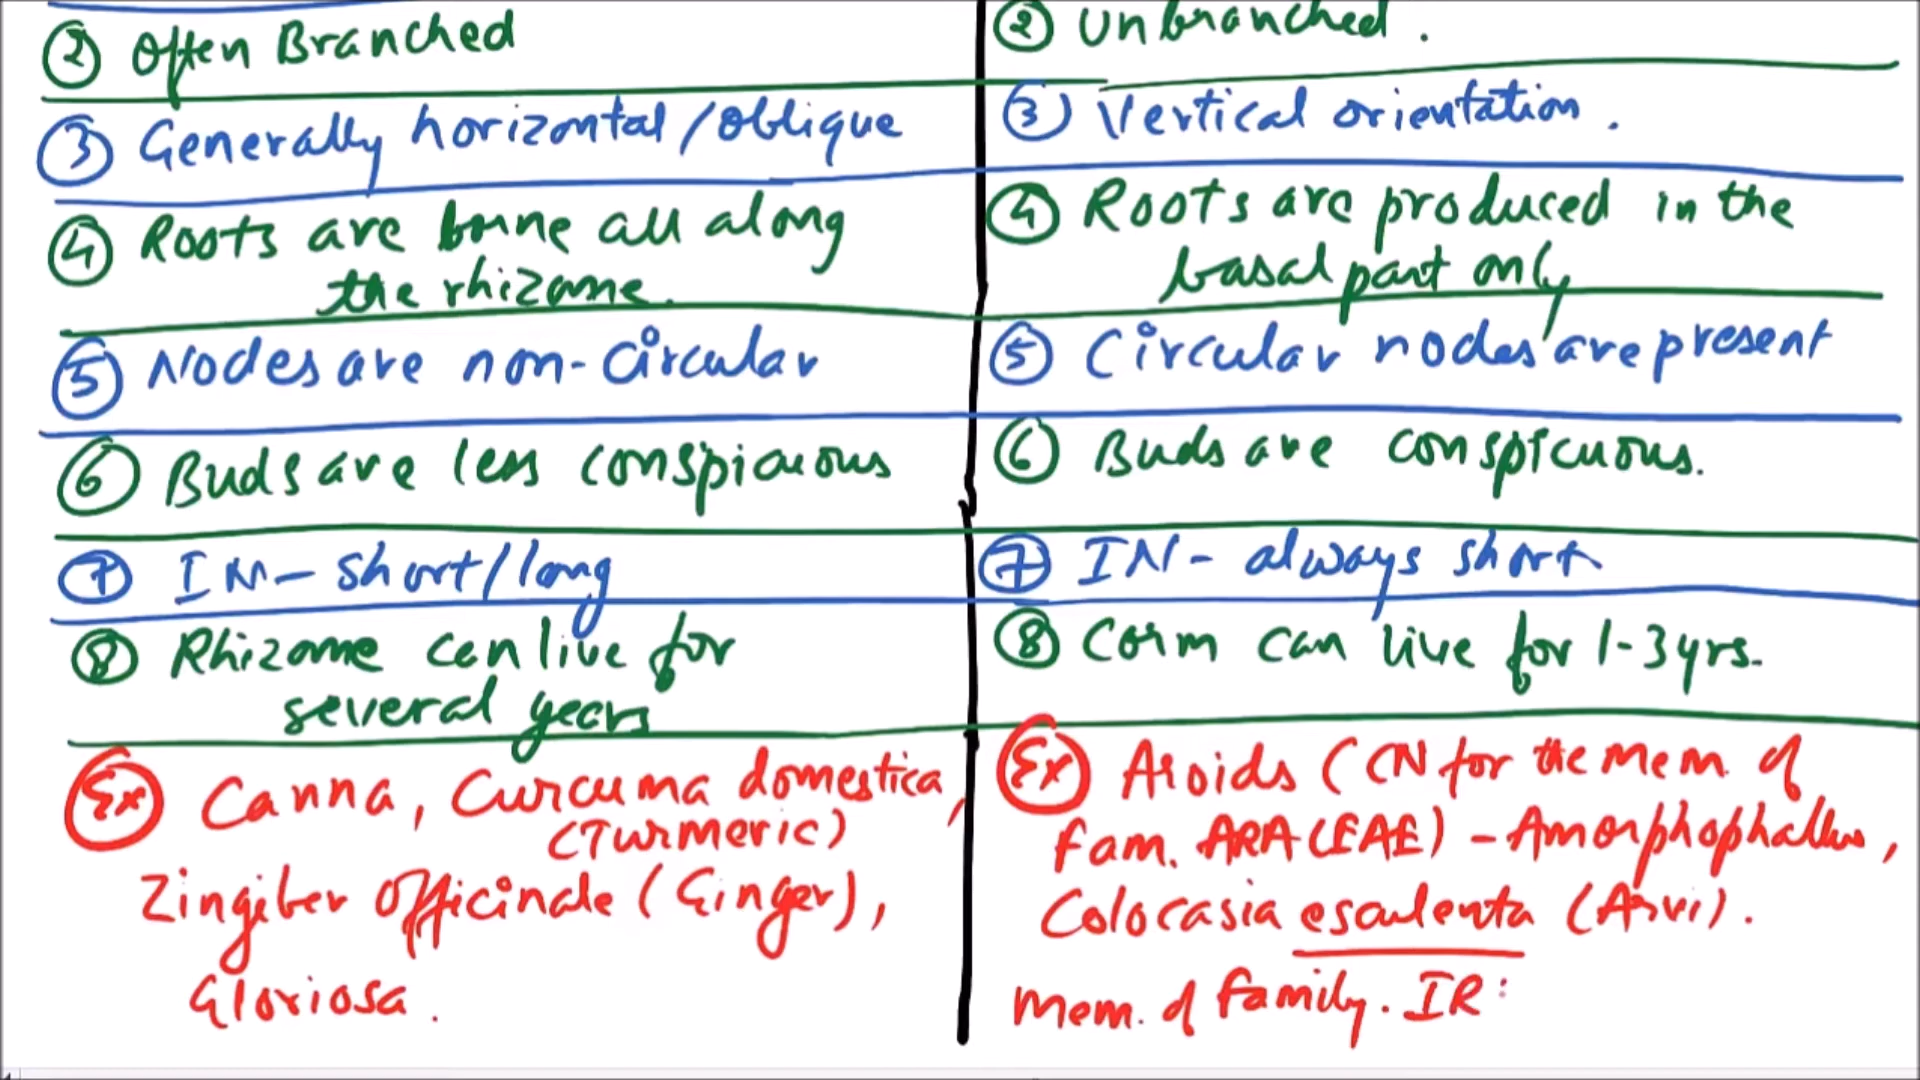 ② Often Branched
③ Generally horizontal/oblique
④ Roots are borne all along
the rhizome.
⑤ Nodes are non-circular
⑥ Buds are less conspicuous
⑦ IN - short/long
⑧ Rhizome can live for
several years
Ex Canna, Curcuma domestica,
(Turmeric)
Zingiber officinale (Ginger),
Gloriosa.
② Unbranched.
③ Vertical orientation.
④ Roots are produced in the
basal part only
⑤ Circular nodes are present
⑥ Buds are conspicuous.
⑦ IN - always short
⑧ Corm can live for 1-3 yrs.
Ex Aroids (CN for the mem. of
fam. ARA(EAE) - Amorphophallus,
Colocasia esculenta (Arvi).
mem. of family. IR